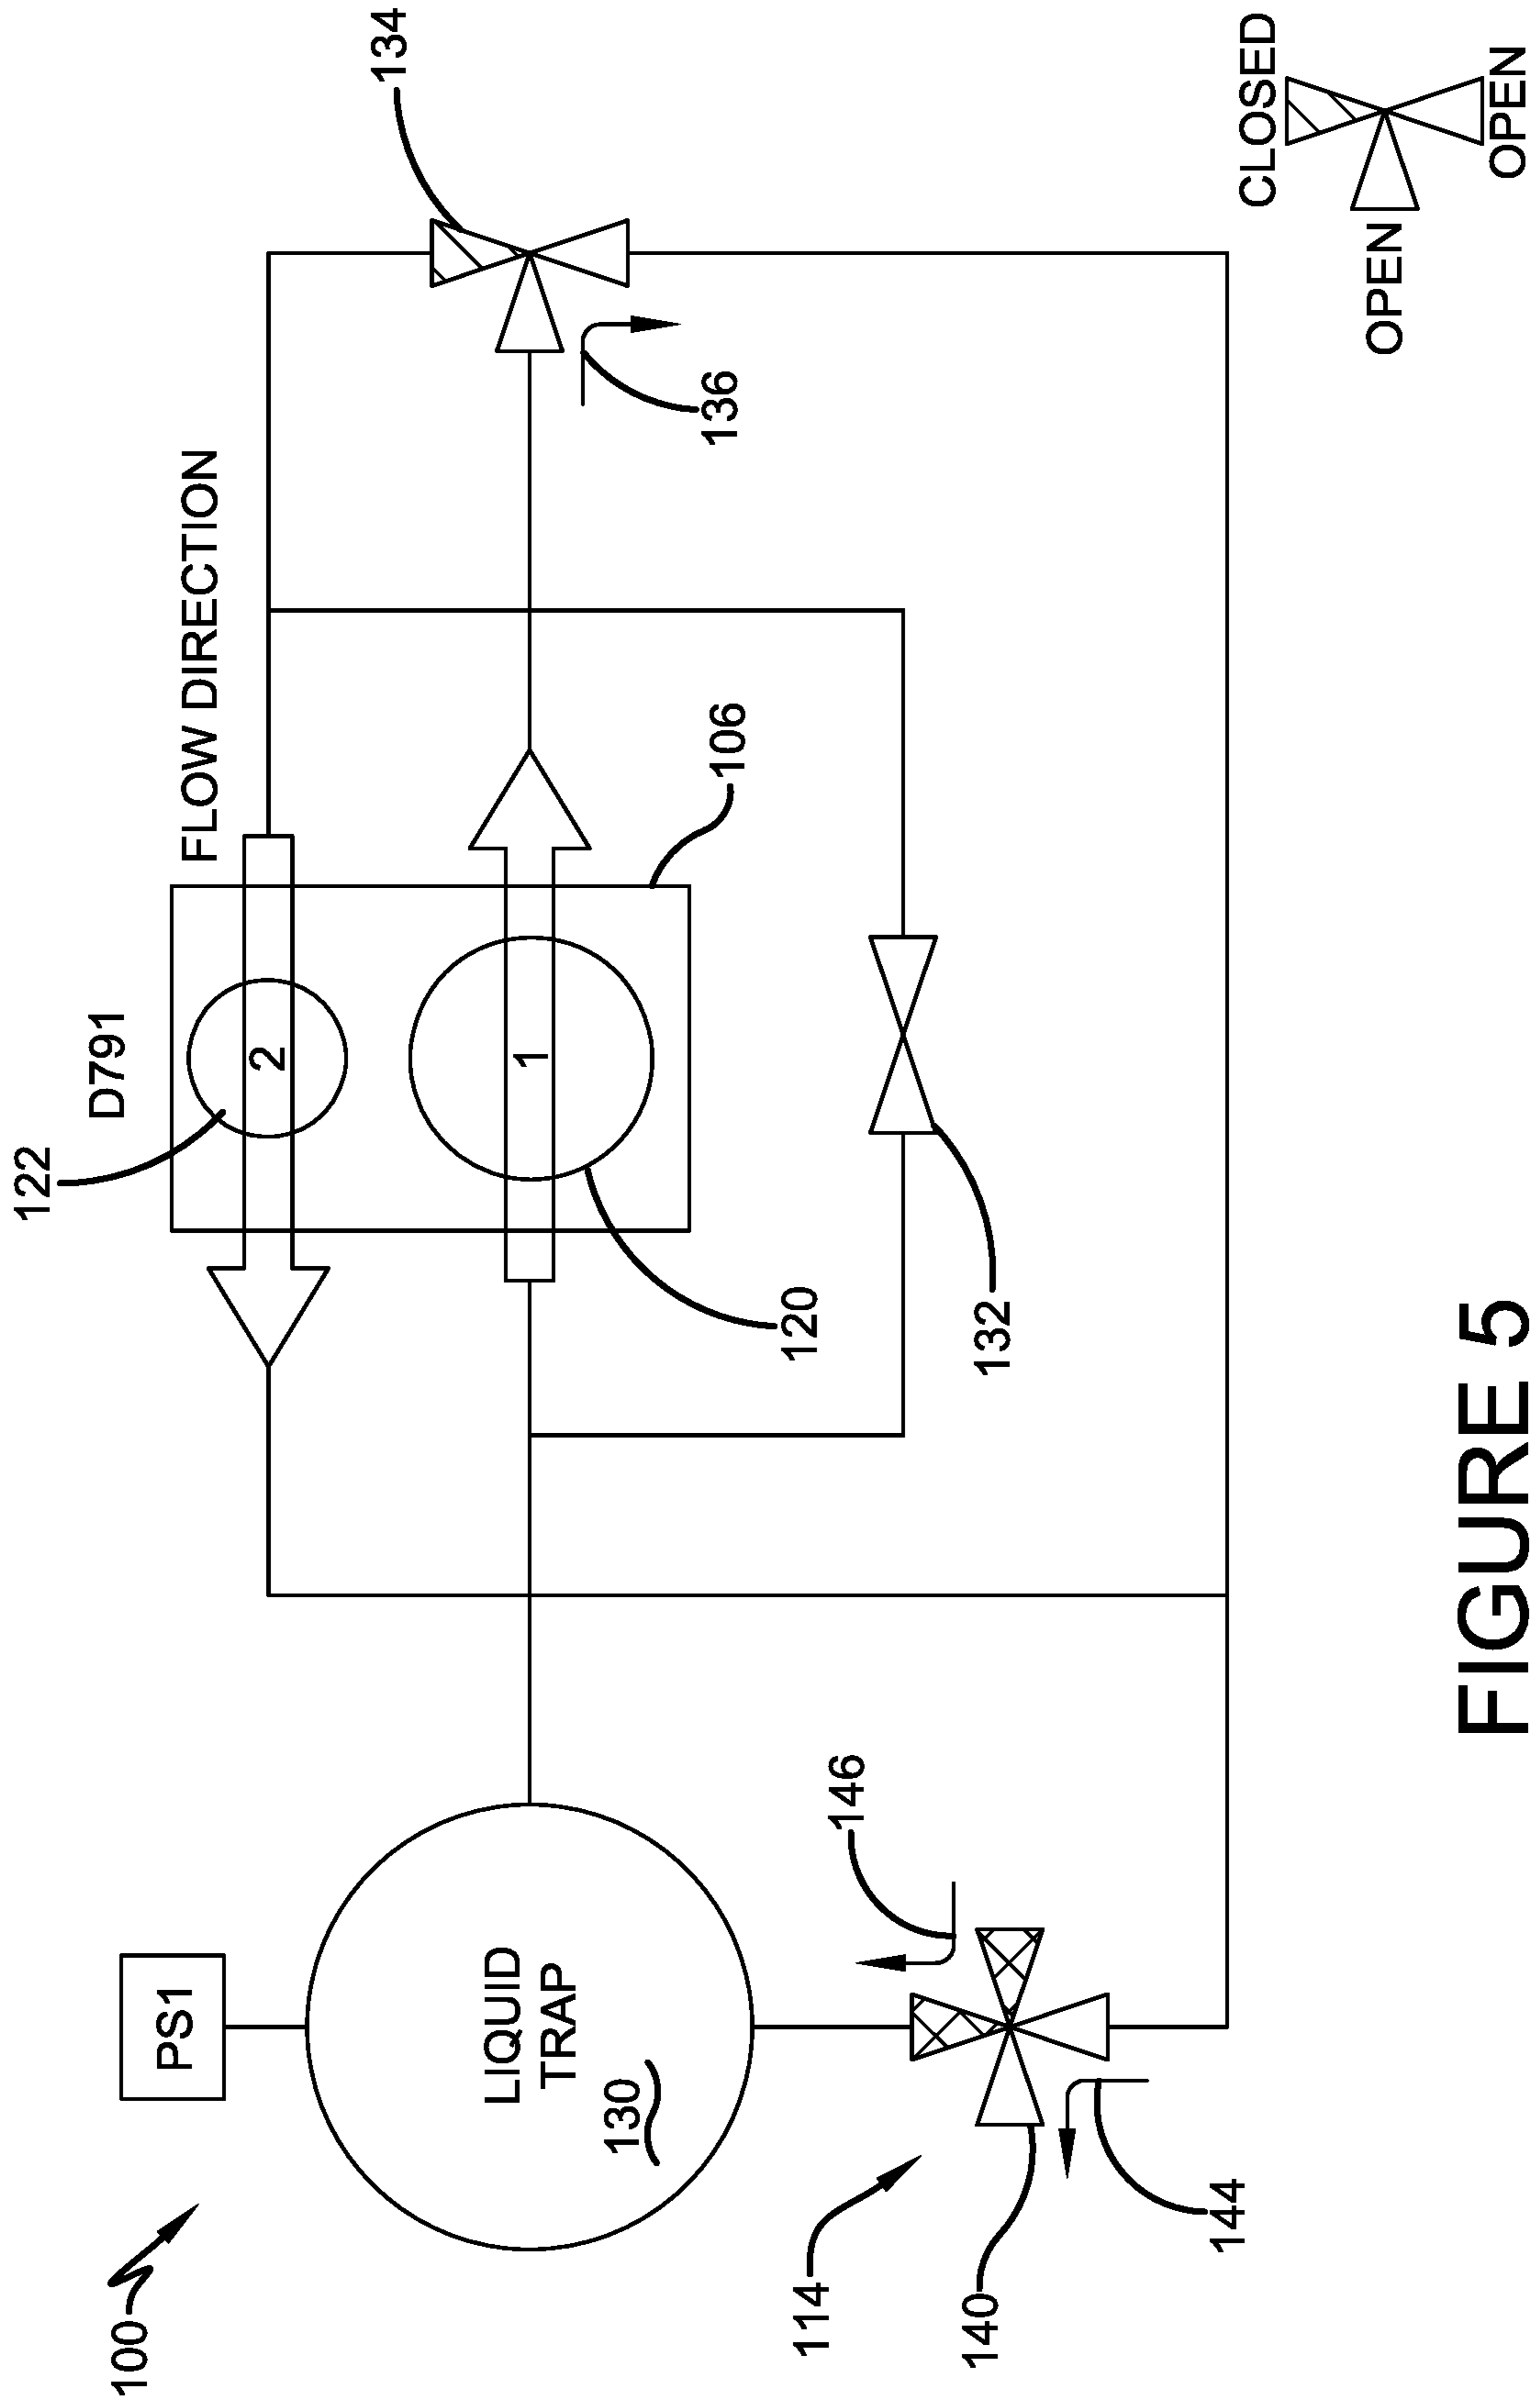 100
PS1
LIQUID
TRAP
130
114
140
144
146
122
D791
FLOW DIRECTION
2
1
120
106
132
134
136
CLOSED
OPEN
OPEN
FIGURE 5